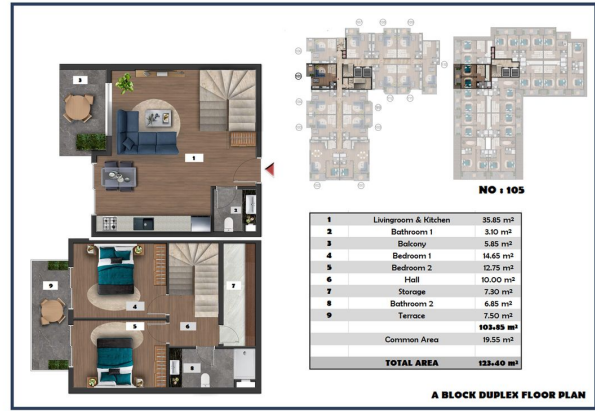 3
1
2
NO : 105
1 Livingroom & Kitchen 35.85 m²
2 Bathroom 1 3.10 m²
3 Balcony 5.85 m²
4 Bedroom 1 14.65 m²
5 Bedroom 2 12.75 m²
6 Hall 10.00 m²
7 Storage 7.30 m²
8 Bathroom 2 6.85 m²
9 Terrace 7.50 m²
103.85 m²
Common Area 19.55 m²
TOTAL AREA 123.40 m²
9
7
4
5
6
8
A BLOCK DUPLEX FLOOR PLAN